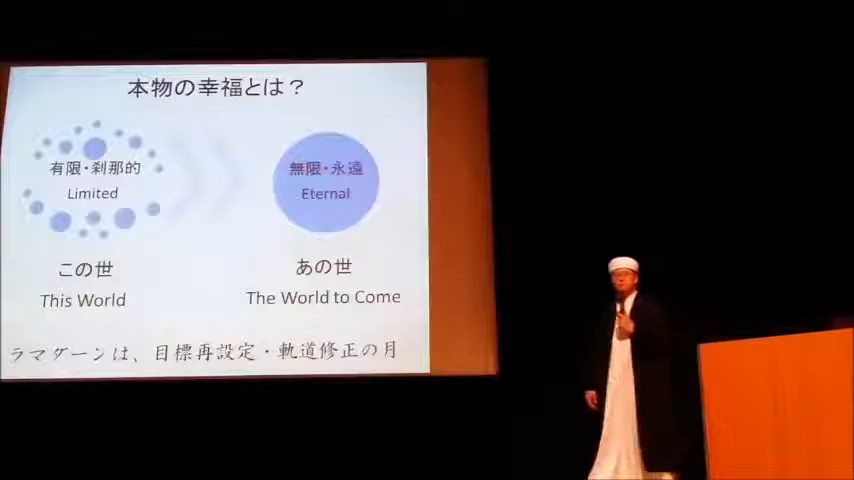 本物の幸福とは？
有限・刹那的
Limited
無限・永遠
Eternal
この世
This World
あの世
The World to Come
ラマダーンは、目標再設定・軌道修正の月